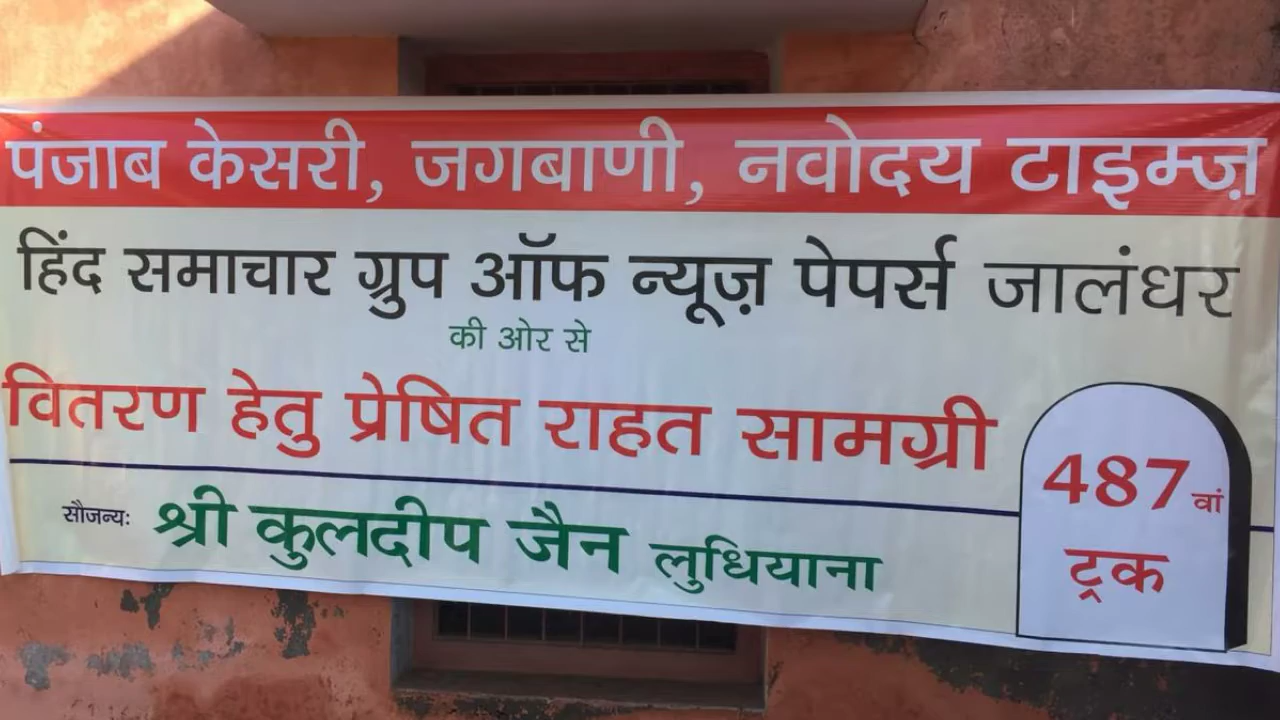 पंजाब केसरी, जगबाणी, नवोदय टाइम्ज़
हिंद समाचार ग्रुप ऑफ न्यूज़ पेपर्स जालंधर
की ओर से
वितरण हेतु प्रेषित राहत सामग्री
487वां
ट्रक
सौजन्यः श्री कुलदीप जैन लुधियाना